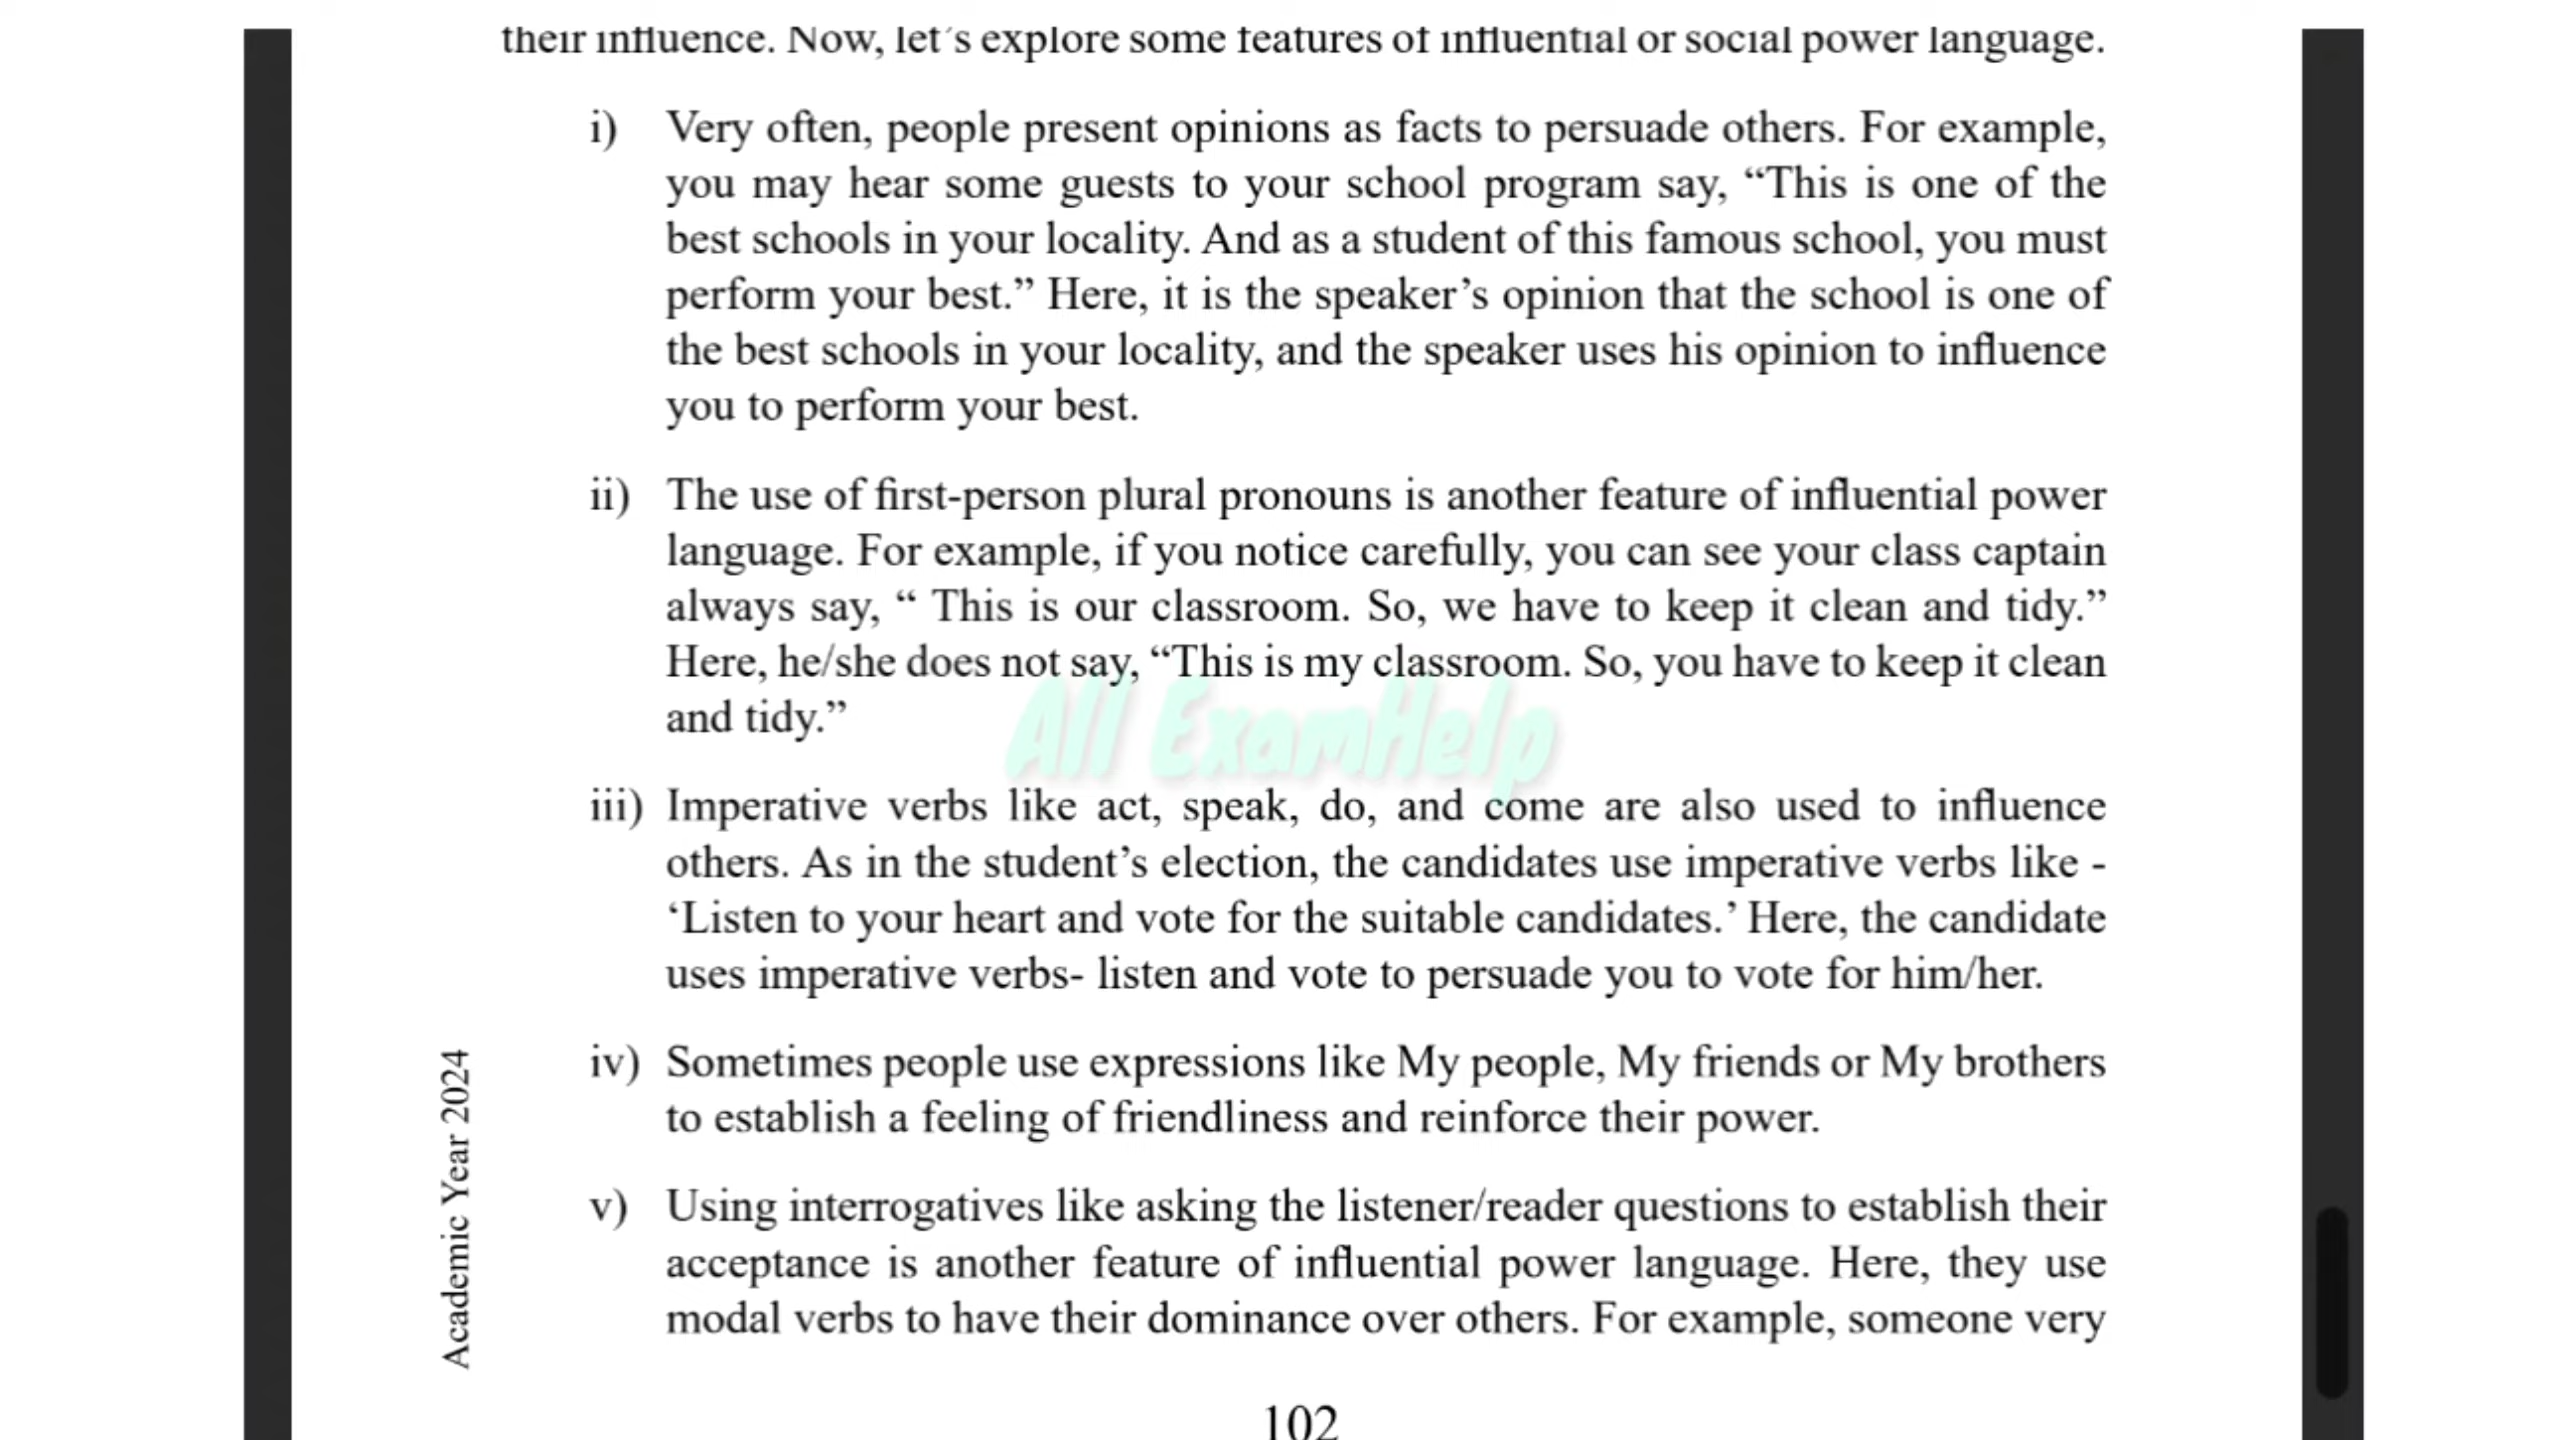 their influence. Now, let's explore some features of influential or social power language.
i) Very often, people present opinions as facts to persuade others. For example,
you may hear some guests to your school program say, “This is one of the
best schools in your locality. And as a student of this famous school, you must
perform your best.” Here, it is the speaker’s opinion that the school is one of
the best schools in your locality, and the speaker uses his opinion to influence
you to perform your best.
ii) The use of first-person plural pronouns is another feature of influential power
language. For example, if you notice carefully, you can see your class captain
always say, “ This is our classroom. So, we have to keep it clean and tidy.”
Here, he/she does not say, “This is my classroom. So, you have to keep it clean
and tidy.”
All ExamHelp
iii) Imperative verbs like act, speak, do, and come are also used to influence
others. As in the student’s election, the candidates use imperative verbs like -
‘Listen to your heart and vote for the suitable candidates.’ Here, the candidate
uses imperative verbs- listen and vote to persuade you to vote for him/her.
iv) Sometimes people use expressions like My people, My friends or My brothers
to establish a feeling of friendliness and reinforce their power.
v) Using interrogatives like asking the listener/reader questions to establish their
acceptance is another feature of influential power language. Here, they use
modal verbs to have their dominance over others. For example, someone very
Academic Year 2024
102